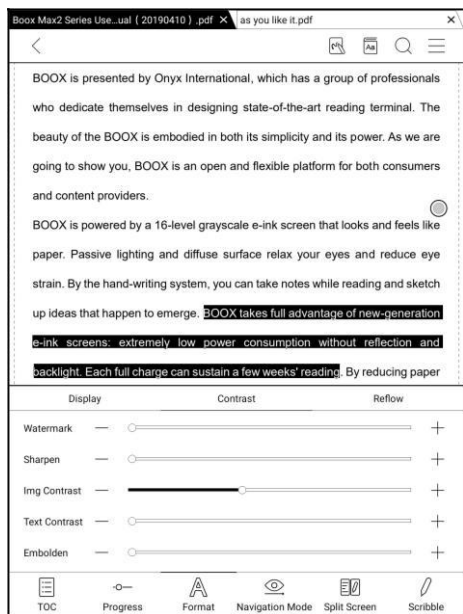 Boox Max2 Series Use...ual ( 20190410 ) .pdf × as you like it.pdf ×
BOOX is presented by Onyx International, which has a group of professionals
who dedicate themselves in designing state-of-the-art reading terminal. The
beauty of the BOOX is embodied in both its simplicity and its power. As we are
going to show you, BOOX is an open and flexible platform for both consumers
and content providers.
BOOX is powered by a 16-level grayscale e-ink screen that looks and feels like
paper. Passive lighting and diffuse surface relax your eyes and reduce eye
strain. By the hand-writing system, you can take notes while reading and sketch
up ideas that happen to emerge. BOOX takes full advantage of new-generation
e-ink screens: extremely low power consumption without reflection and
backlight. Each full charge can sustain a few weeks' reading. By reducing paper
Display Contrast Reflow
Watermark
Sharpen
Img Contrast
Text Contrast
Embolden
TOC Progress Format Navigation Mode Split Screen Scribble